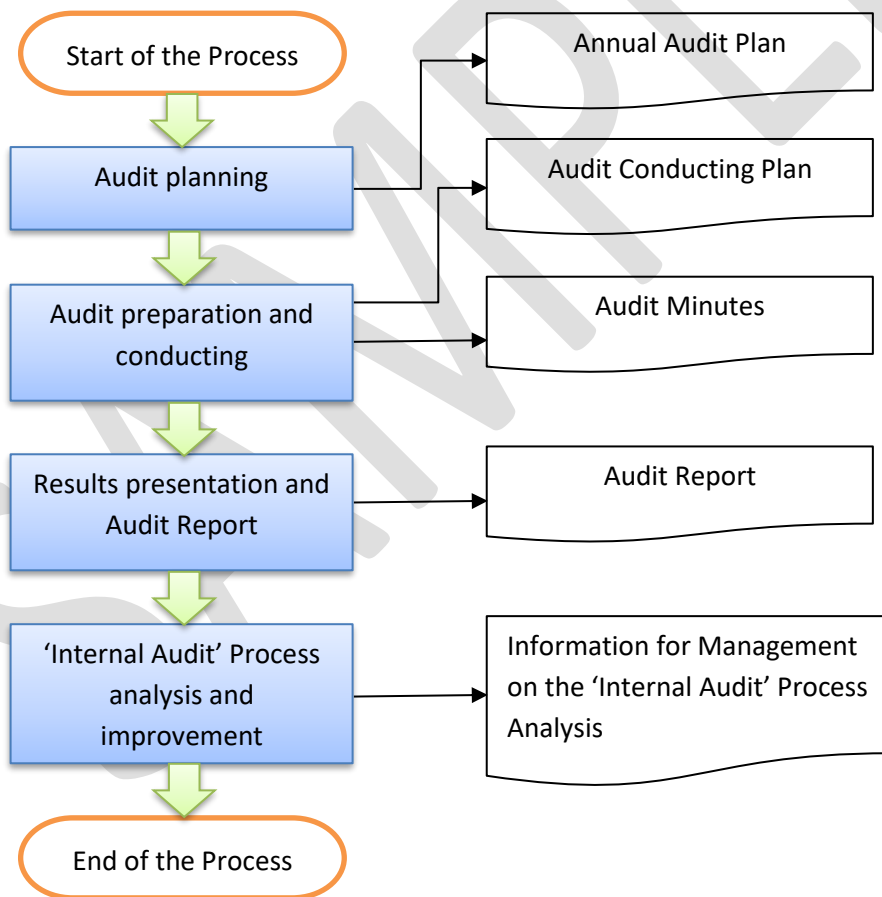 Start of the Process
Annual Audit Plan
Audit planning
Audit Conducting Plan
Audit preparation and
conducting
Audit Minutes
Results presentation and
Audit Report
Audit Report
‘Internal Audit’ Process
analysis and
improvement
Information for Management
on the ‘Internal Audit’ Process
Analysis
End of the Process
SAMPLE